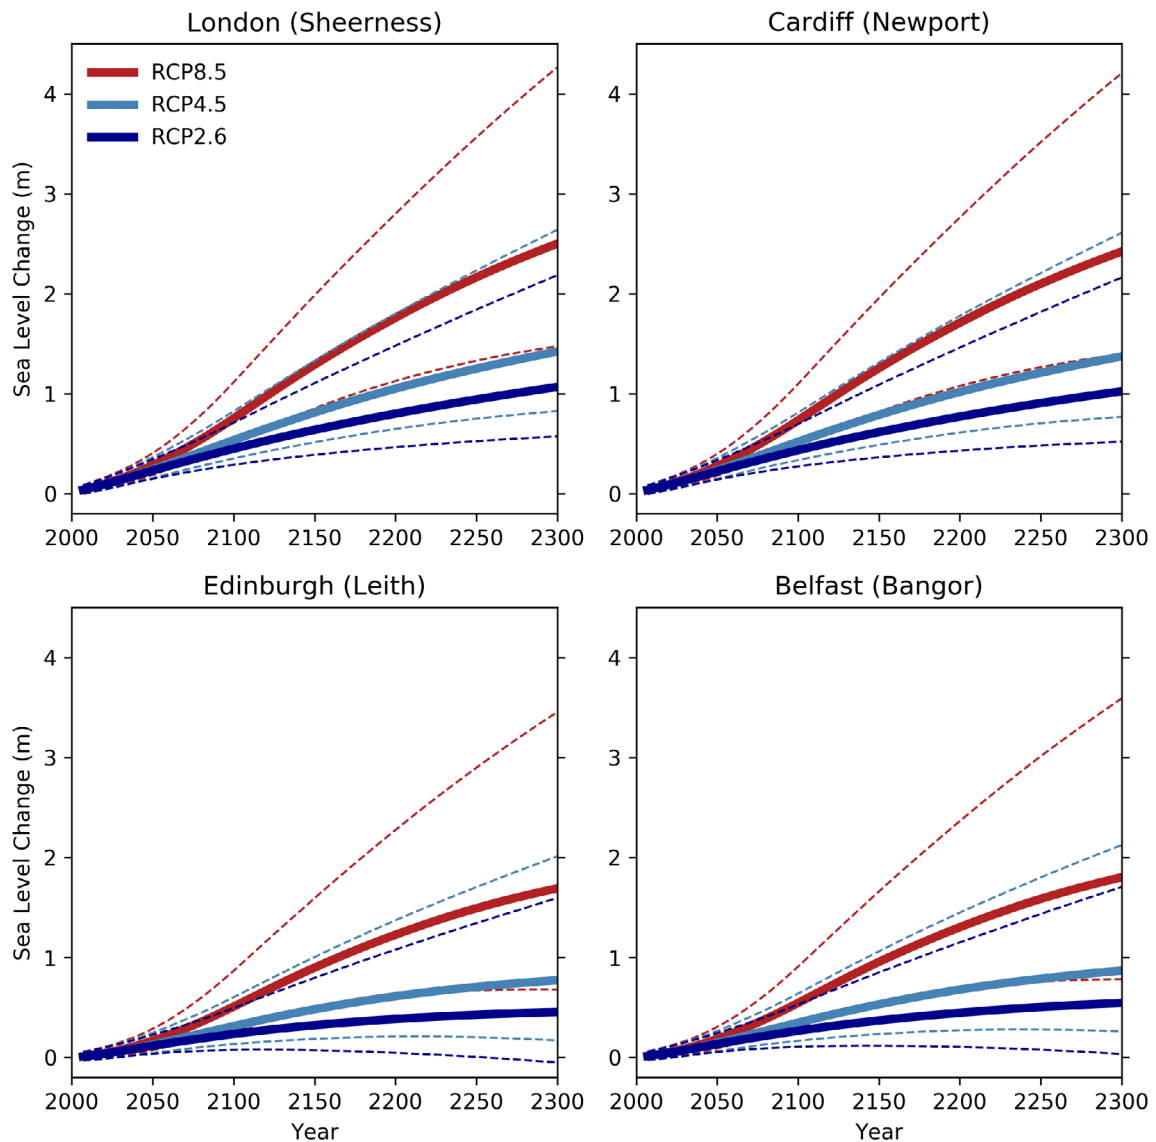 London (Sheerness)
Cardiff (Newport)
RCP8.5
RCP4.5
RCP2.6
Sea Level Change (m)
4
3
2
1
0
2000 2050 2100 2150 2200 2250 2300
4
3
2
1
0
2000 2050 2100 2150 2200 2250 2300
Edinburgh (Leith)
Belfast (Bangor)
Sea Level Change (m)
4
3
2
1
0
2000 2050 2100 2150 2200 2250 2300
Year
4
3
2
1
0
2000 2050 2100 2150 2200 2250 2300
Year